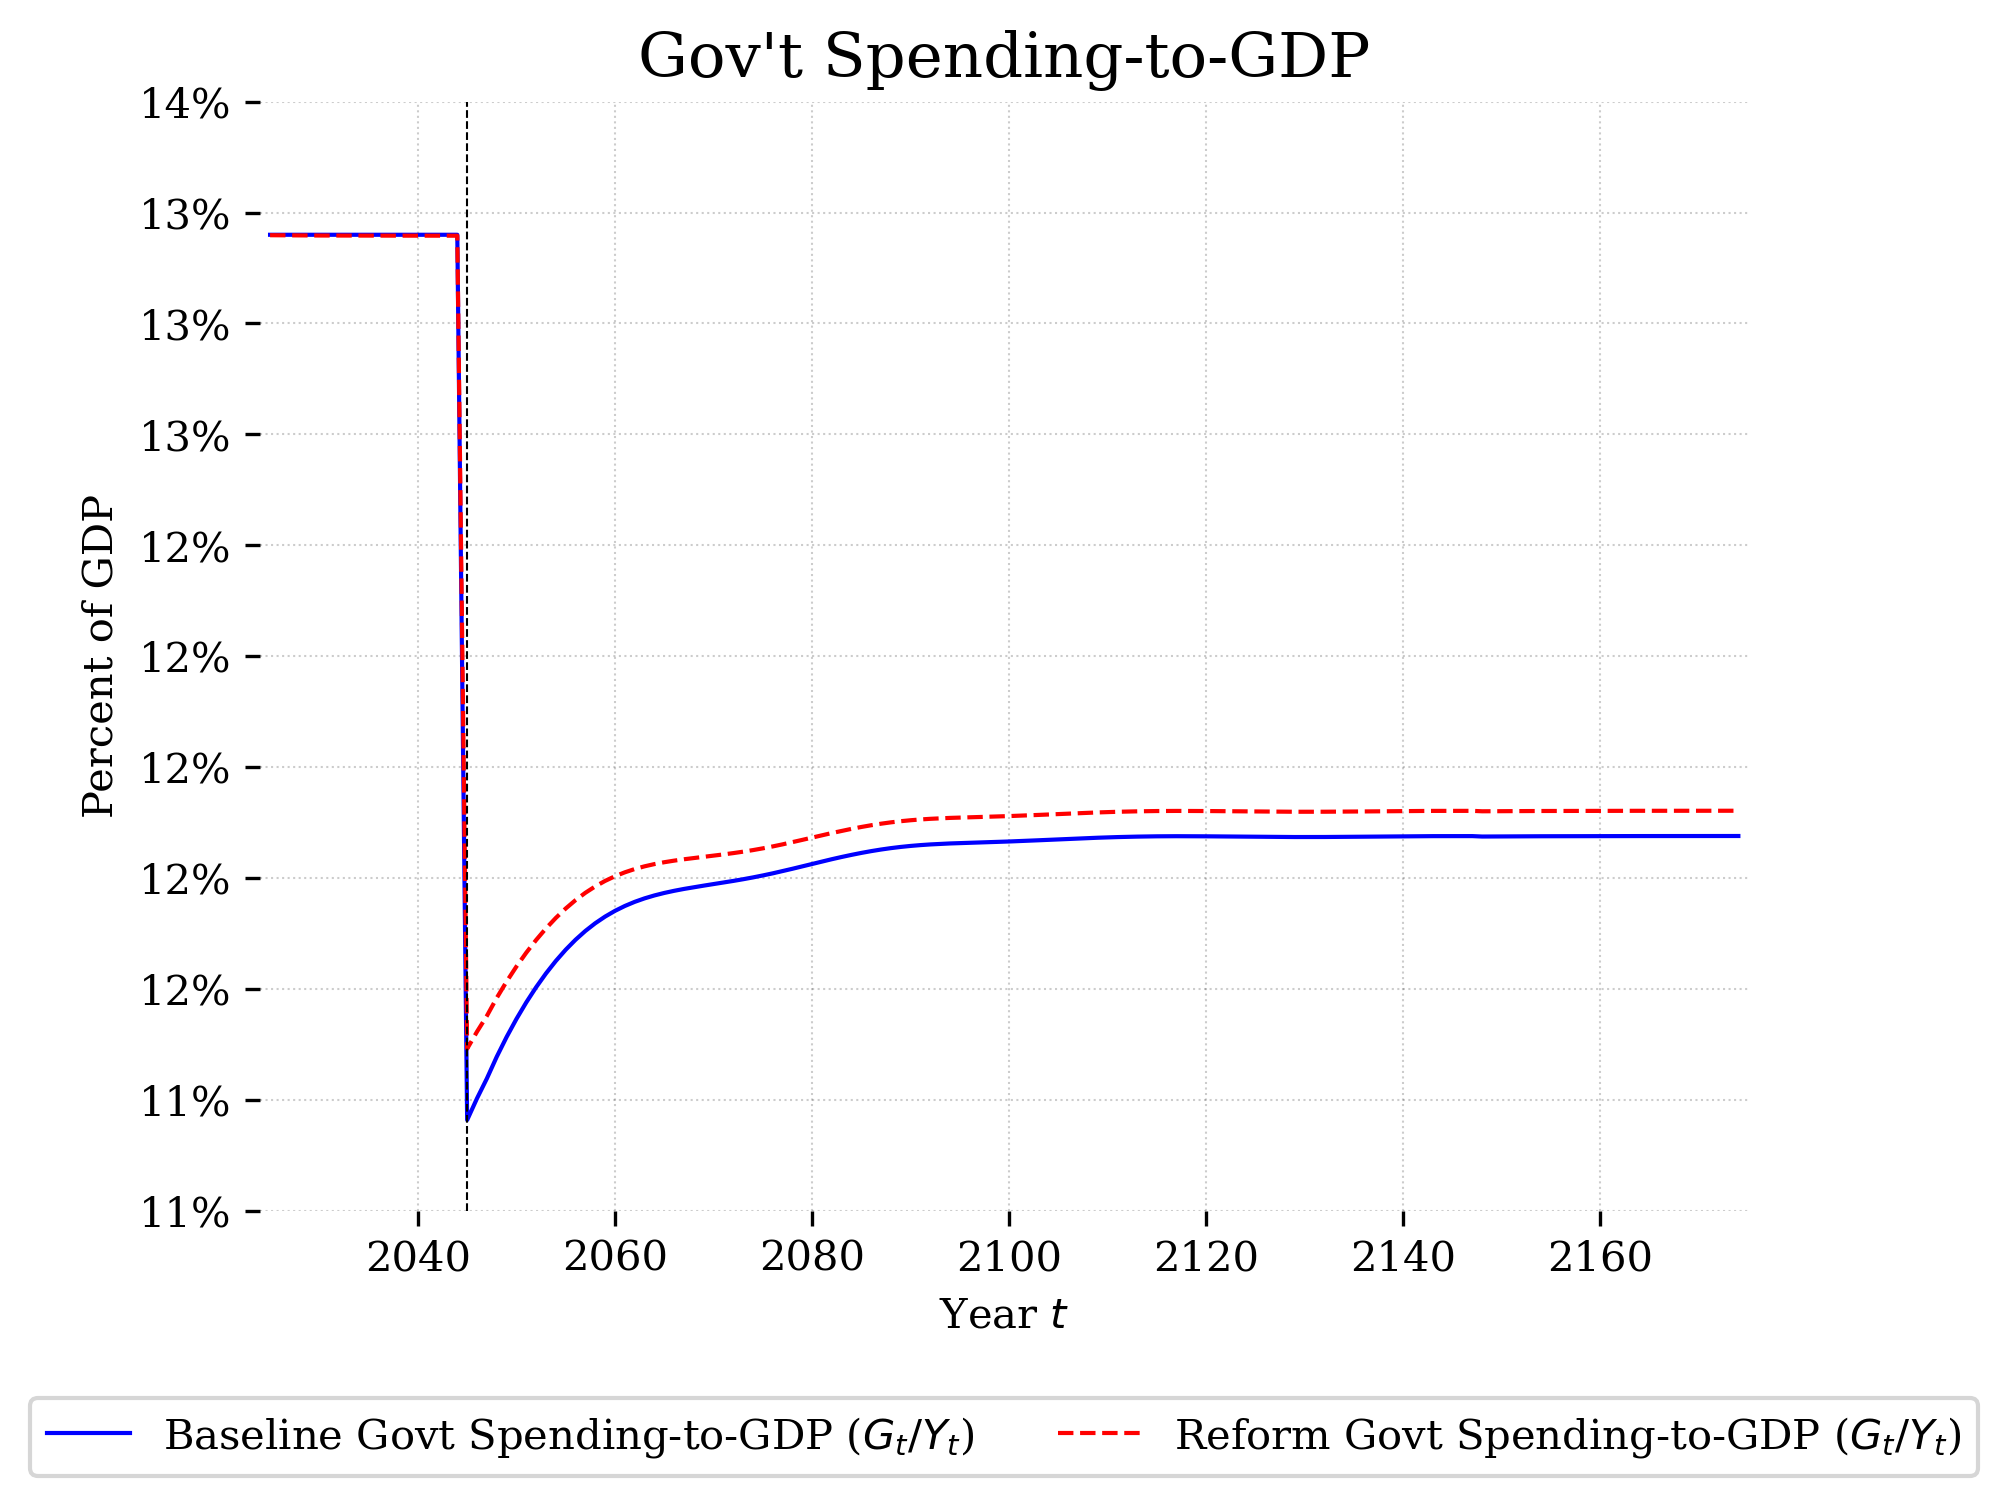 Gov't Spending-to-GDP
14%
13%
13%
13%
12%
12%
12%
12%
12%
11%
11%
Percent of GDP
2040 2060 2080 2100 2120 2140 2160
Year t
Baseline Govt Spending-to-GDP (Gt/Yt)
Reform Govt Spending-to-GDP (Gt/Yt)